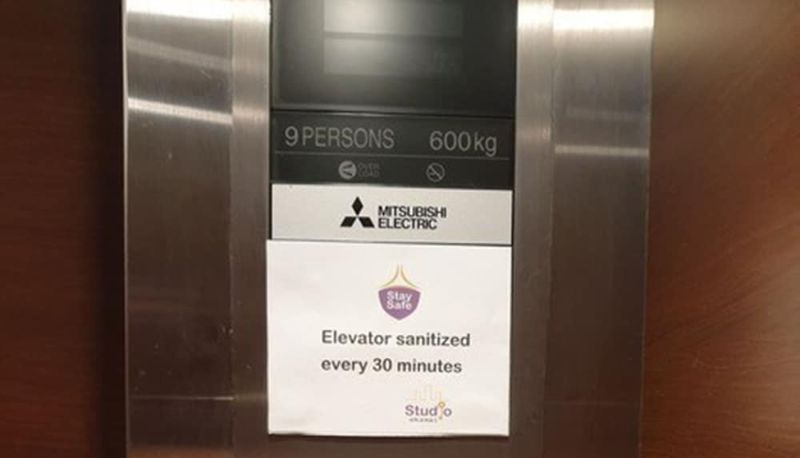 9 PERSONS 600kg
OVER
LOAD
MITSUBISHI
ELECTRIC
Stay
Safe
Elevator sanitized
every 30 minutes
Studio